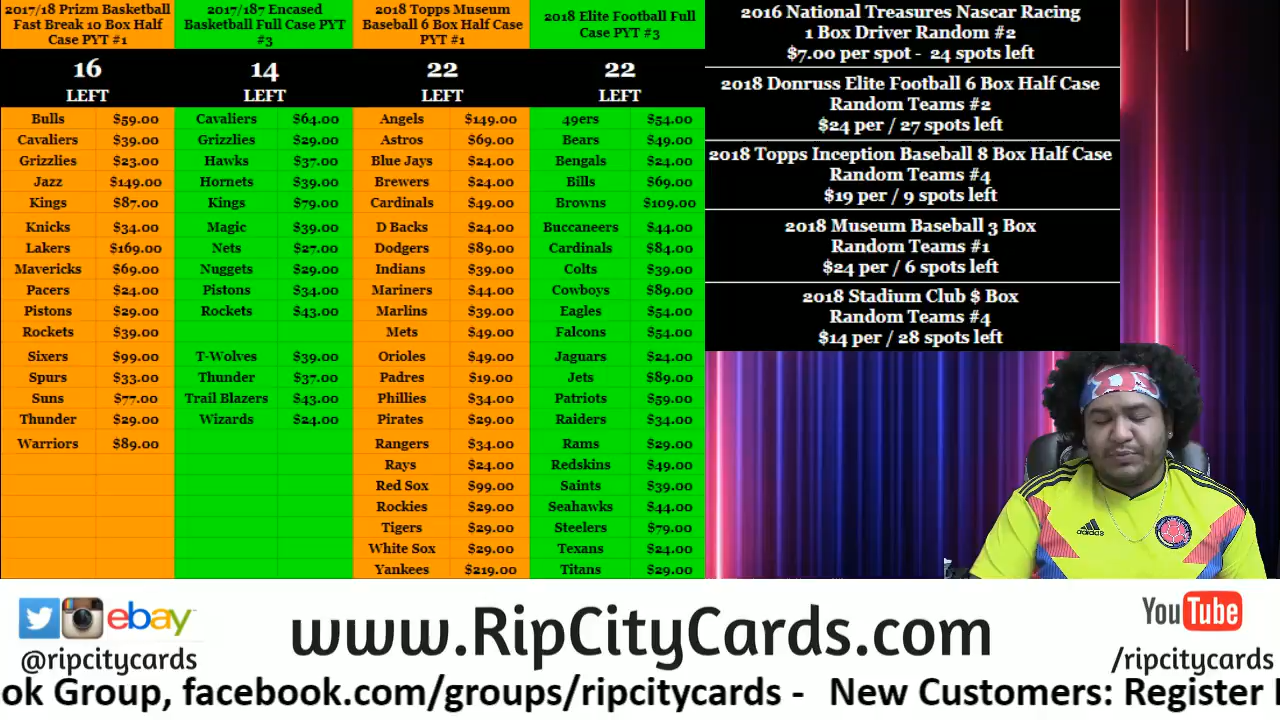 2017/18 Prizm Basketball
Fast Break 10 Box Half
Case PYT #1
16
LEFT
Bulls $59.00
Cavaliers $39.00
Grizzlies $23.00
Jazz $149.00
Kings $87.00
Knicks $34.00
Lakers $169.00
Mavericks $69.00
Pacers $24.00
Pistons $29.00
Rockets $39.00
Sixers $99.00
Spurs $33.00
Suns $77.00
Thunder $29.00
Warriors $89.00
2017/187 Encased
Basketball Full Case PYT
#3
14
LEFT
Cavaliers $64.00
Grizzlies $29.00
Hawks $37.00
Hornets $39.00
Kings $79.00
Magic $39.00
Nets $27.00
Nuggets $29.00
Pistons $34.00
Rockets $43.00
T-Wolves $39.00
Thunder $37.00
Trail Blazers $43.00
Wizards $24.00
2018 Topps Museum
Baseball 6 Box Half Case
PYT #1
22
LEFT
Angels $149.00
Astros $69.00
Blue Jays $24.00
Brewers $24.00
Cardinals $49.00
D Backs $24.00
Dodgers $89.00
Indians $39.00
Mariners $44.00
Marlins $39.00
Mets $49.00
Orioles $49.00
Padres $19.00
Phillies $34.00
Pirates $29.00
Rangers $34.00
Rays $24.00
Red Sox $99.00
Rockies $29.00
Tigers $29.00
White Sox $29.00
Yankees $219.00
2018 Elite Football Full
Case PYT #3
22
LEFT
49ers $54.00
Bears $49.00
Bengals $24.00
Bills $69.00
Browns $109.00
Buccaneers $44.00
Cardinals $84.00
Colts $39.00
Cowboys $89.00
Eagles $54.00
Falcons $54.00
Jaguars $24.00
Jets $89.00
Patriots $59.00
Raiders $34.00
Rams $29.00
Redskins $49.00
Saints $39.00
Seahawks $44.00
Steelers $79.00
Texans $24.00
Titans $29.00
2016 National Treasures Nascar Racing
1 Box Driver Random #2
$7.00 per spot - 24 spots left
2018 Donruss Elite Football 6 Box Half Case
Random Teams #2
$24 per / 27 spots left
2018 Topps Inception Baseball 8 Box Half Case
Random Teams #4
$19 per / 9 spots left
2018 Museum Baseball 3 Box
Random Teams #1
$24 per / 6 spots left
2018 Stadium Club $ Box
Random Teams #4
$14 per / 28 spots left
adidas
ebay
@ripcitycards
www.RipCityCards.com
YouTube
/ripcitycards
ok Group, facebook.com/groups/ripcitycards - New Customers: Register